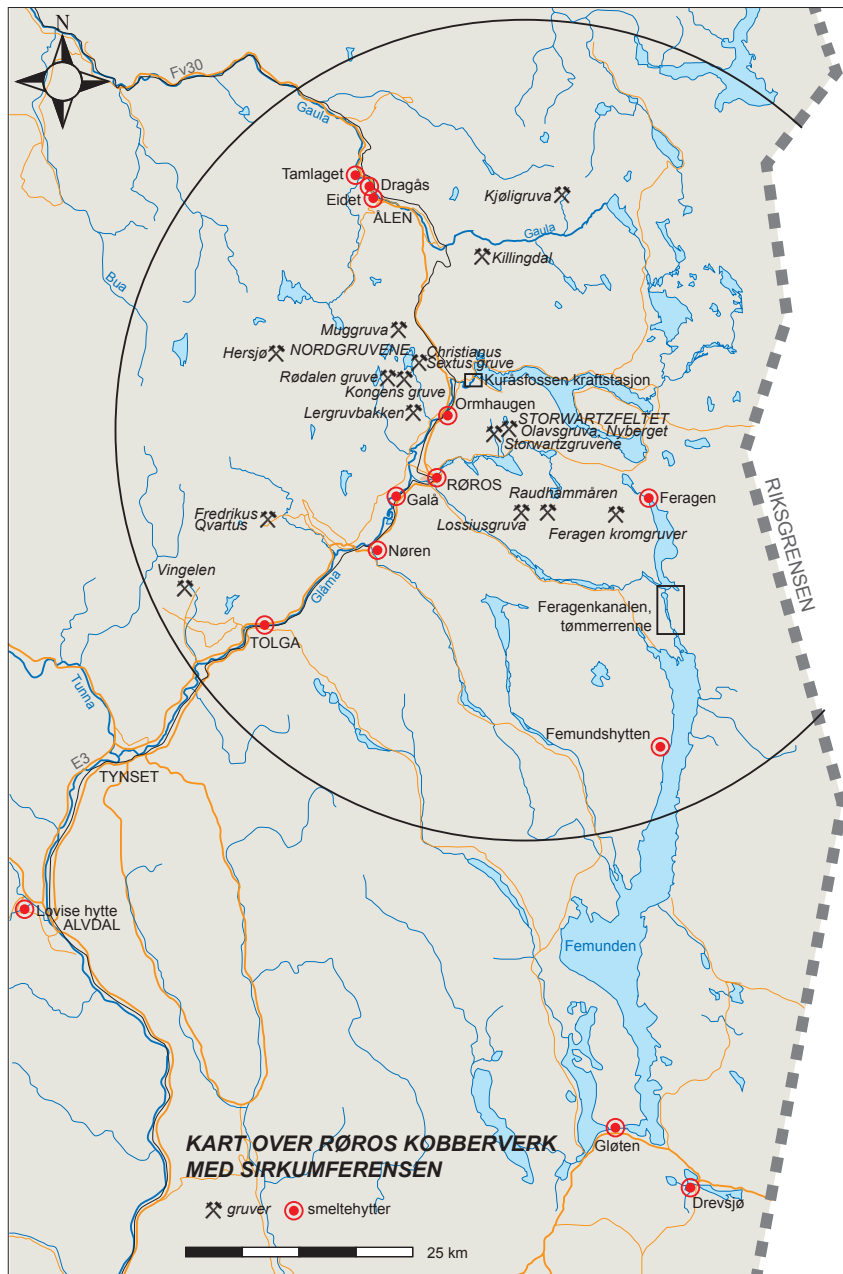 N
Fv30
Gaula
Tamlaget
Dragås
Eidet
ÅLEN
Kjøligruva
Gaula
Killingdal
Bua
Muggruva
Hersjø
NORDGRUVENE
Christianus
Sextus gruve
Rødalen gruve
Kongens gruve
Kuråsfossen kraftstasjon
Lergruvbakken
Ormhaugen
STORWARTZFELTET
Olavsgruva, Nyberget
Storwartzgruvene
RØROS
Galå
Raudhåmmåren
Feragen
Fredrikus
Qvartus
Lossiusgruva
Feragen kromgruver
RIKSGRENSEN
Nøren
Vingelen
Glåma
Feragenkanalen,
tømmerrenne
TOLGA
Tunna
Femundshytten
E3
TYNSET
Lovise hytte
ALVDAL
Femunden
KART OVER RØROS KOBBERVERK
MED SIRKUMFERENSEN
Gløten
Drevsjø
gruver
smeltehytter
25 km